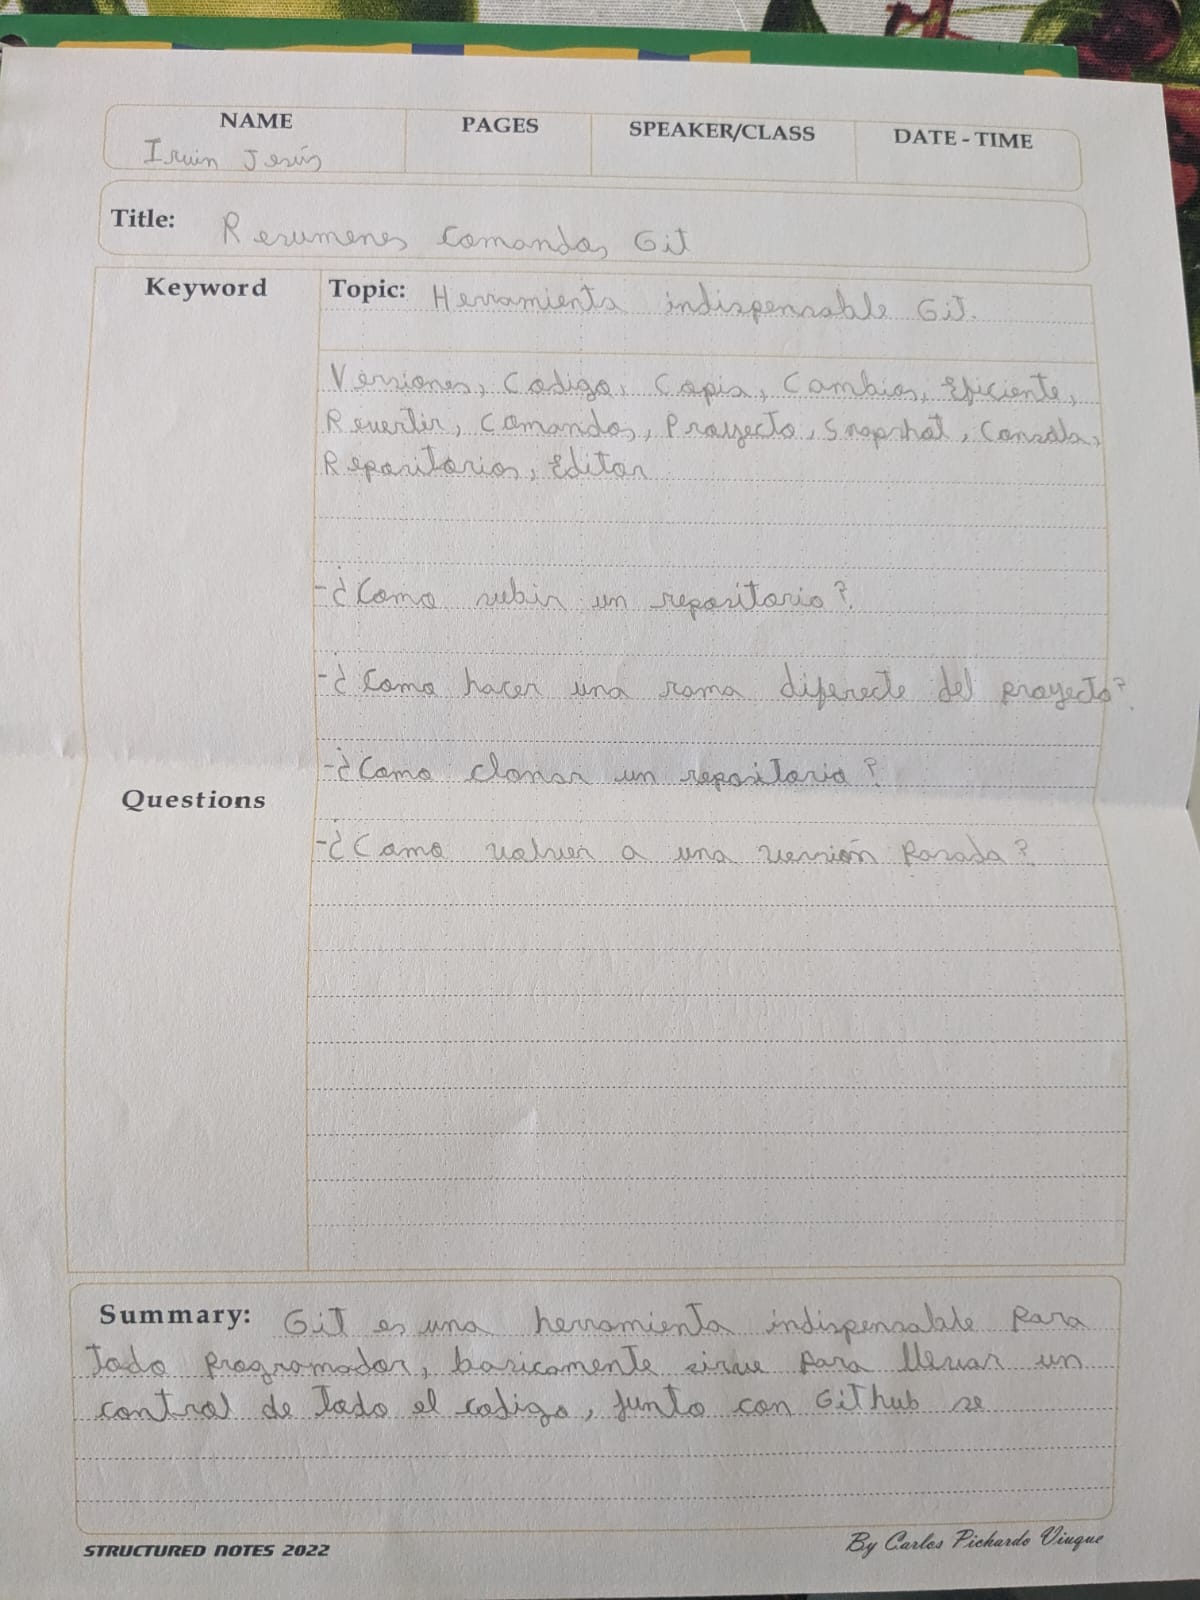 NAME PAGES SPEAKER/CLASS DATE - TIME
Irvin Jesús
Title: Resumenes Comandos Git
Keyword Topic: Herramienta indispensable Git.
Versiones, Codigo, Copia, Cambios, Eficiente,
Revertir, Comandos, Proyecto, Snapshot, Consola,
Repositorios, Editor
-¿Como subir un repositorio?
-¿Como hacer una rama diferecte del proyecto?
-¿Como clonar un repositorio?
Questions
-¿Como volver a una versión pasada?
Summary: Git es una herramienta indispensable para
todo programador, basicamente sirve para llevar un
control de todo el codigo, junto con GitHub se
STRUCTURED NOTES 2022 By Carlos Pichardo Viuque